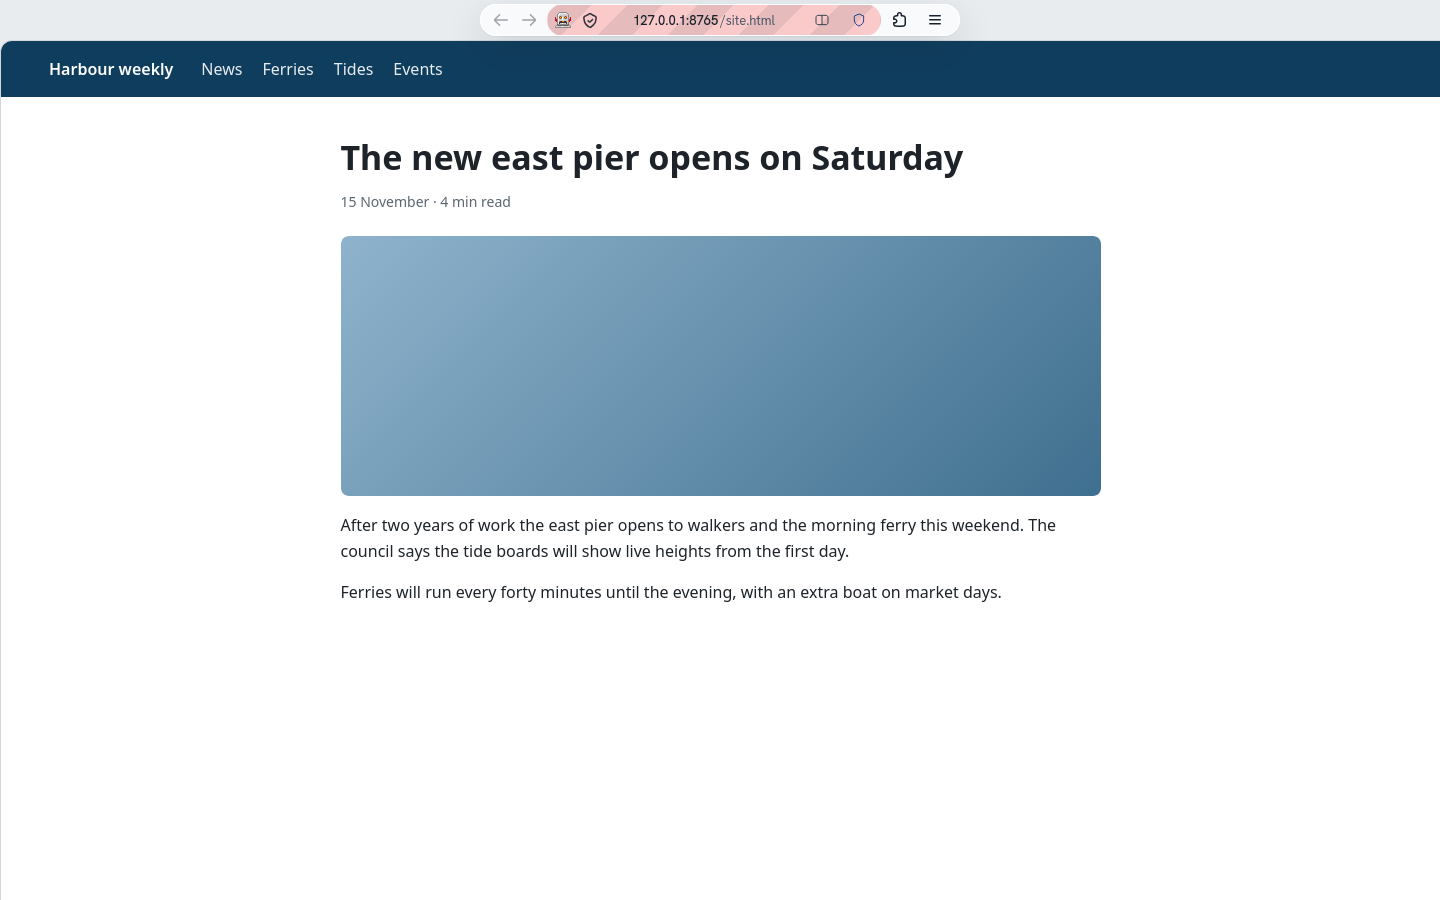 127.0.0.1:8765/site.html
Harbour weekly News Ferries Tides Events
The new east pier opens on Saturday
15 November · 4 min read
After two years of work the east pier opens to walkers and the morning ferry this weekend. The
council says the tide boards will show live heights from the first day.
Ferries will run every forty minutes until the evening, with an extra boat on market days.